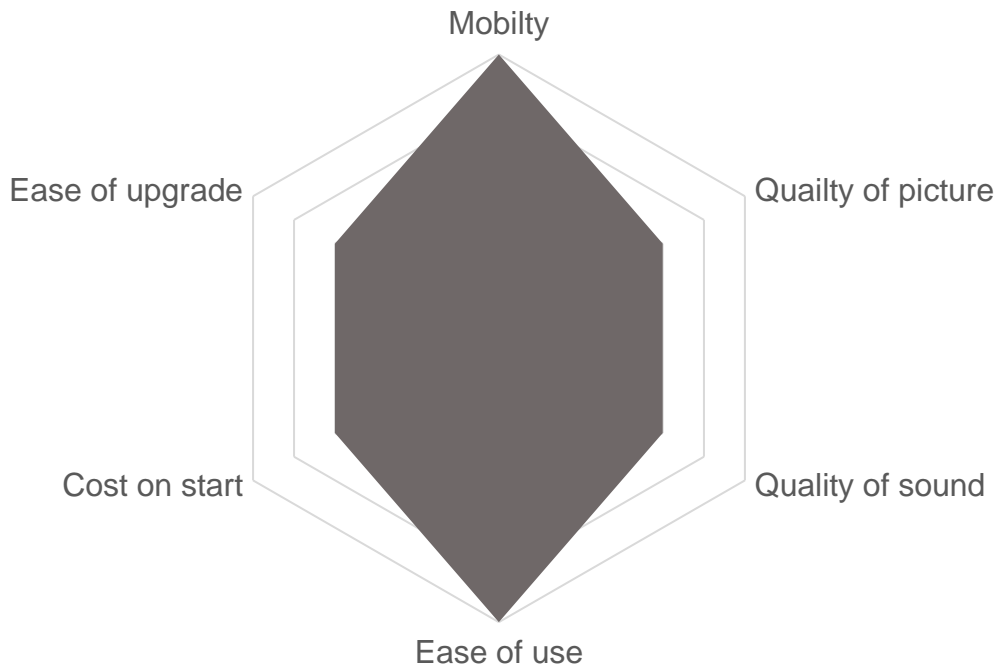 Mobilty
Ease of upgrade
Quailty of picture
Cost on start
Quality of sound
Ease of use